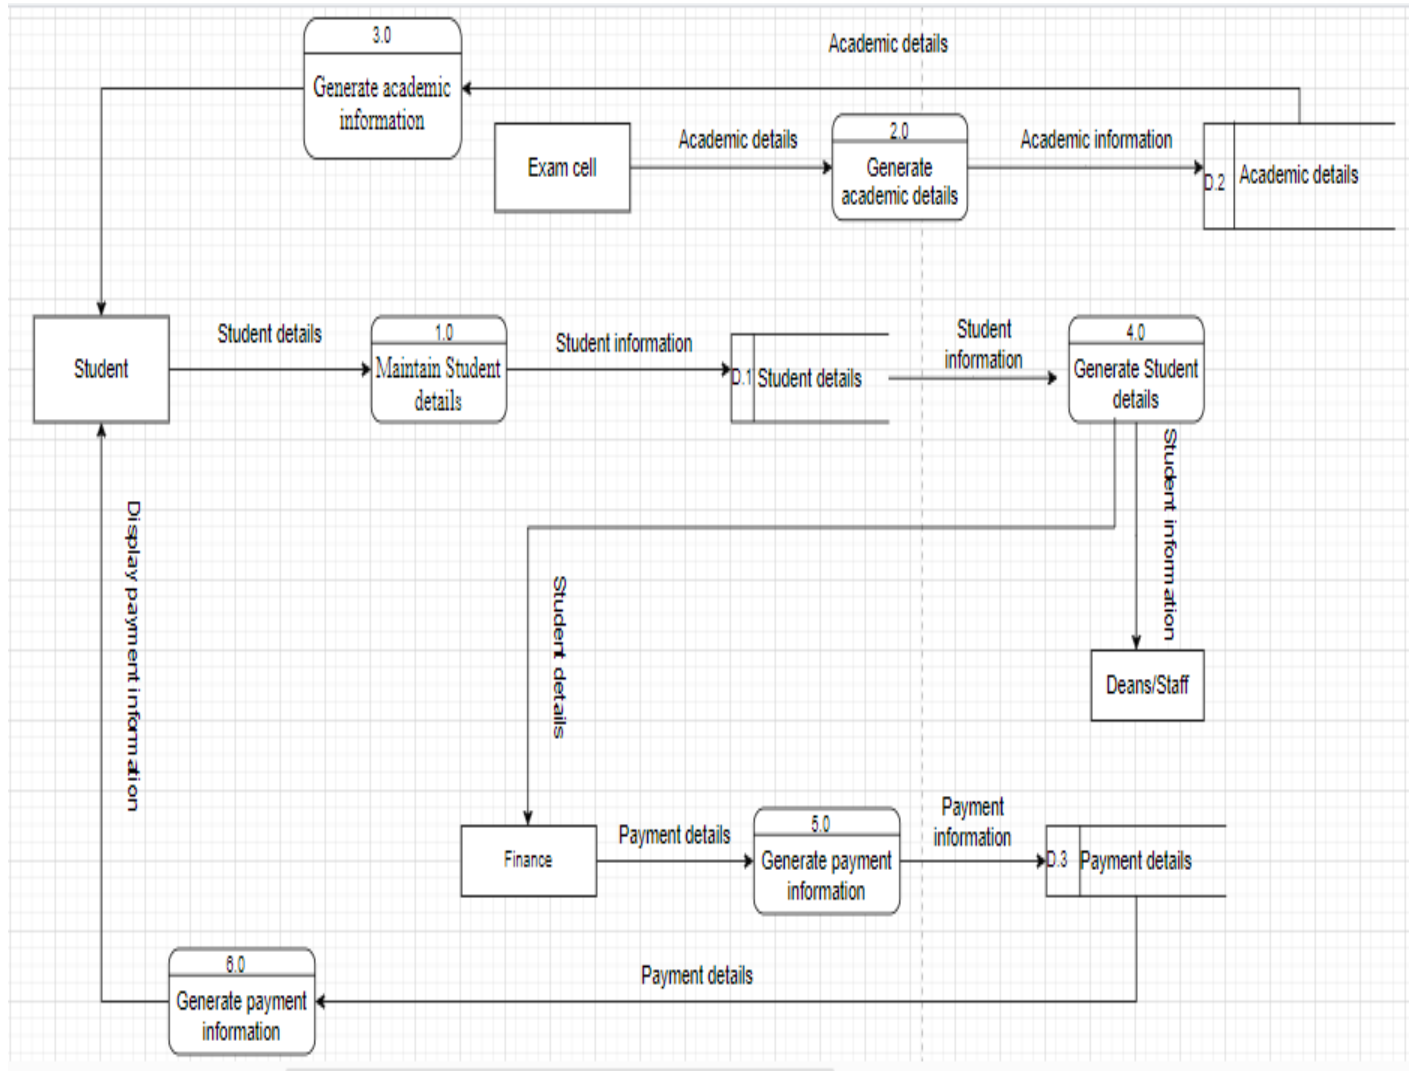 3.0
Generate academic
information
Academic details
Exam cell
Academic details
2.0
Generate
academic details
Academic information
D.2
Academic details
Student
Student details
1.0
Maintain Student
details
Student information
D.1
Student details
Student
information
4.0
Generate Student
details
Student information
Deans/Staff
Student details
Display payment information
Finance
Payment details
5.0
Generate payment
information
Payment
information
D.3
Payment details
6.0
Generate payment
information
Payment details